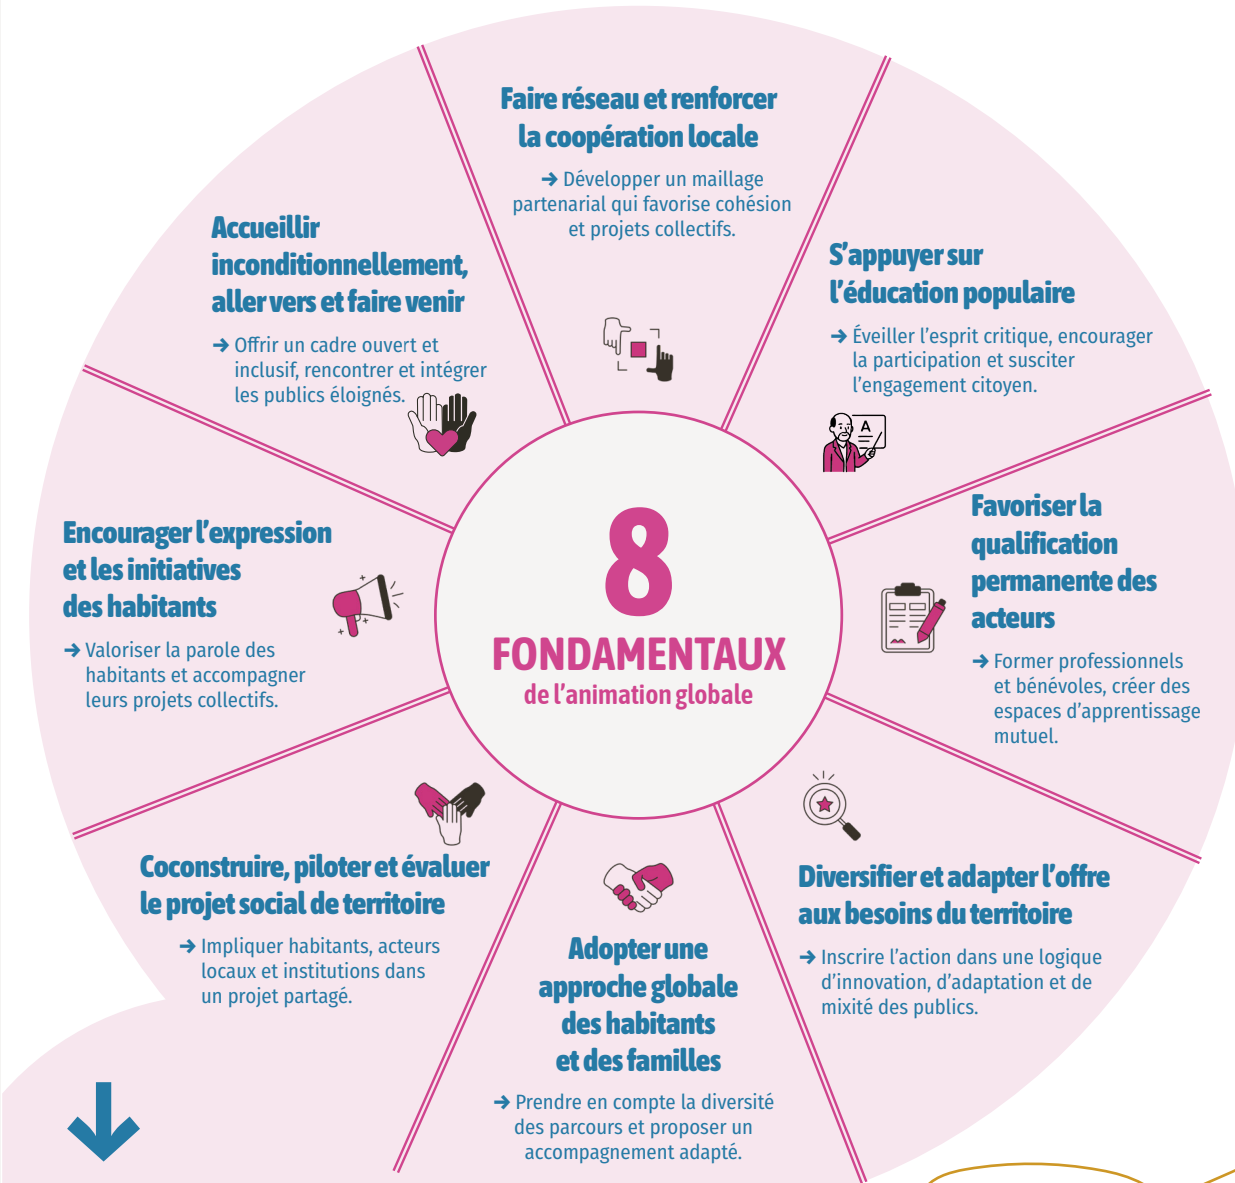 Faire réseau et renforcer
la coopération locale
→ Développer un maillage
partenarial qui favorise cohésion
et projets collectifs.
S'appuyer sur
l'éducation populaire
→ Éveiller l'esprit critique, encourager
la participation et susciter
l'engagement citoyen.
A
Favoriser la
qualification
permanente des
acteurs
→ Former professionnels
et bénévoles, créer des
espaces d'apprentissage
mutuel.
Diversifier et adapter l'offre
aux besoins du territoire
→ Inscrire l'action dans une logique
d'innovation, d'adaptation et de
mixité des publics.
Adopter une
approche globale
des habitants
et des familles
→ Prendre en compte la diversité
des parcours et proposer un
accompagnement adapté.
Coconstruire, piloter et évaluer
le projet social de territoire
→ Impliquer habitants, acteurs
locaux et institutions dans
un projet partagé.
Encourager l'expression
et les initiatives
des habitants
→ Valoriser la parole des
habitants et accompagner
leurs projets collectifs.
Accueillir
inconditionnellement,
aller vers et faire venir
→ Offrir un cadre ouvert et
inclusif, rencontrer et intégrer
les publics éloignés.
8
FONDAMENTAUX
de l'animation globale